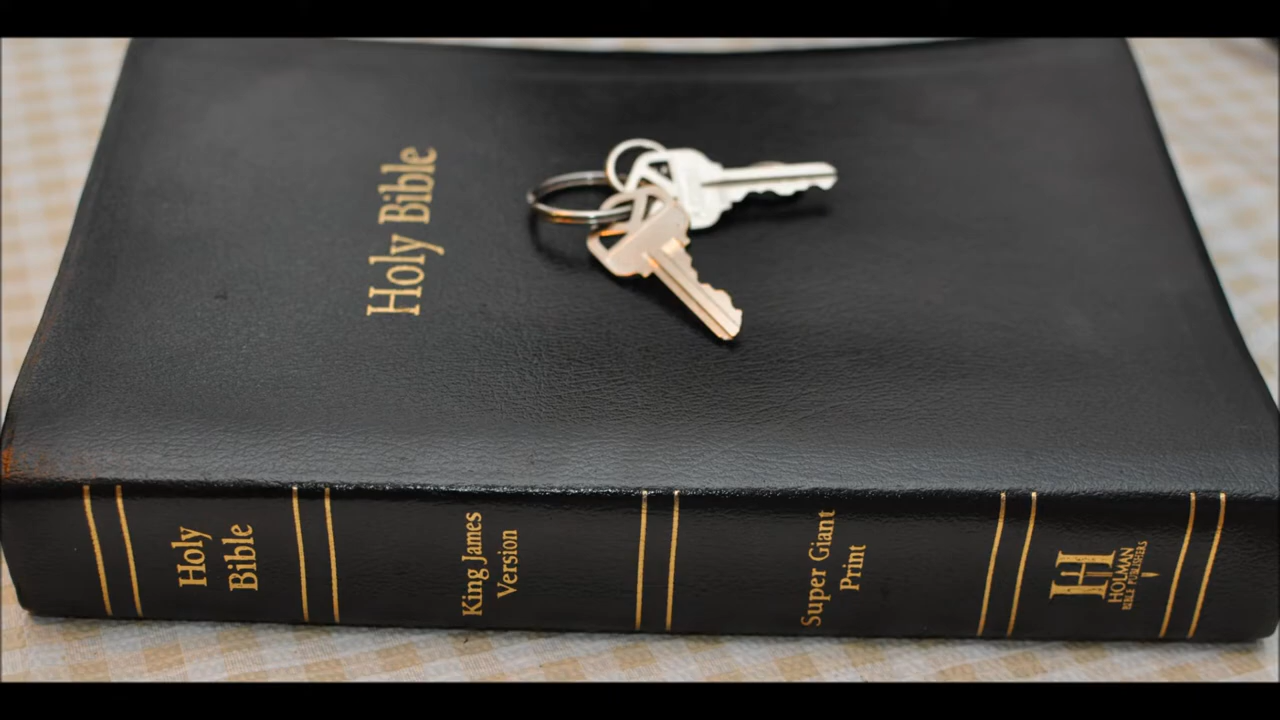 Holy Bible
Holy
Bible
King James
Version
Super Giant
Print
HOLMAN
BIBLE PUBLISHERS